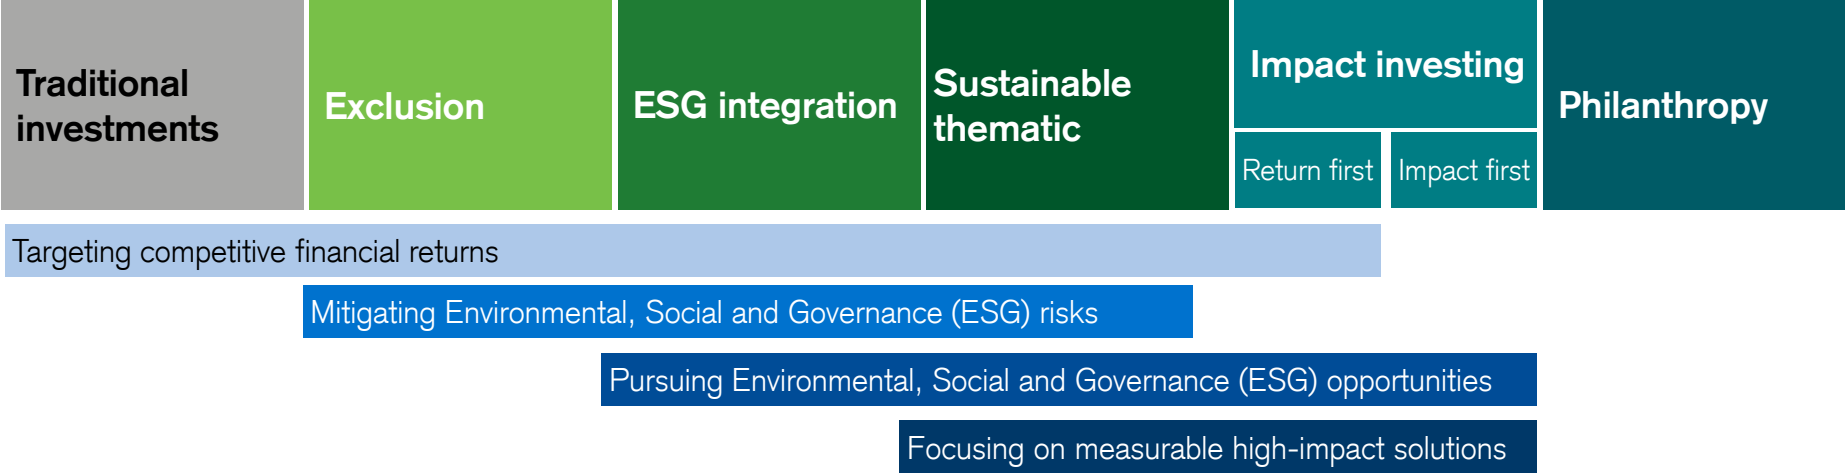 Traditional
investments
Exclusion
ESG integration
Sustainable
thematic
Impact investing
Return first
Impact first
Philanthropy
Targeting competitive financial returns
Mitigating Environmental, Social and Governance (ESG) risks
Pursuing Environmental, Social and Governance (ESG) opportunities
Focusing on measurable high-impact solutions